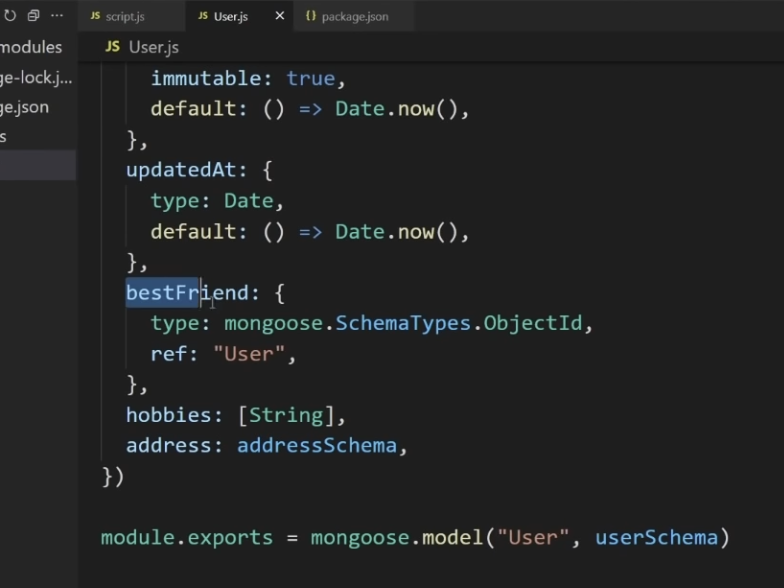 JS script.js JS User.js × {} package.json
modules JS User.js
ge-lock.j...
ge.json
s
immutable: true,
default: () => Date.now(),
},
updatedAt: {
type: Date,
default: () => Date.now(),
},
bestFriend: {
type: mongoose.SchemaTypes.ObjectId,
ref: "User",
},
hobbies: [String],
address: addressSchema,
})
module.exports = mongoose.model("User", userSchema)